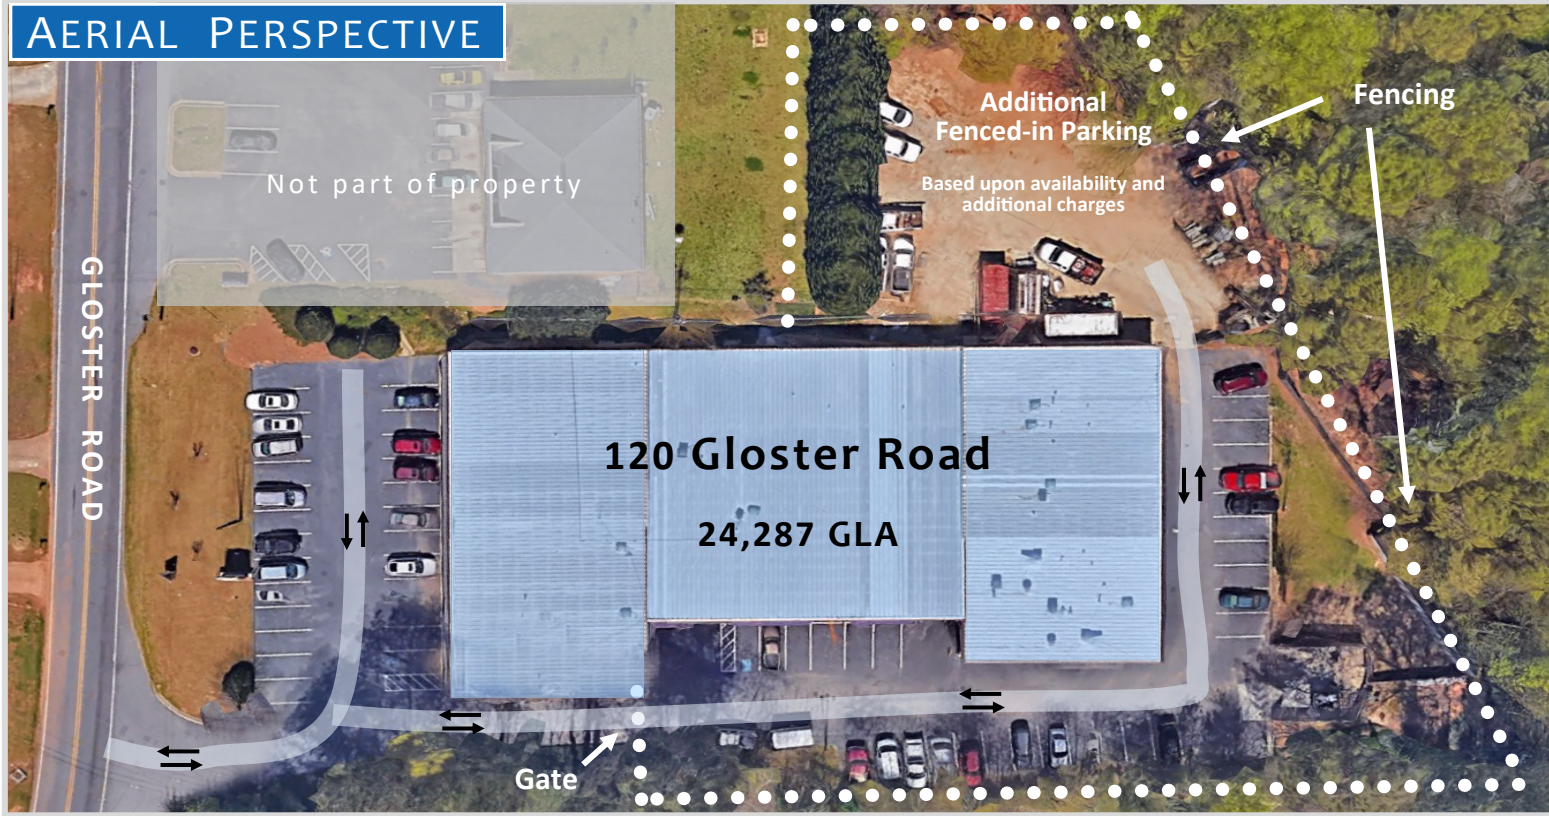 AERIAL PERSPECTIVE
Additional
Fenced-in Parking
Fencing
Based upon availability and
additional charges
Not part of property
GLOSTER ROAD
120 Gloster Road
24,287 GLA
Gate